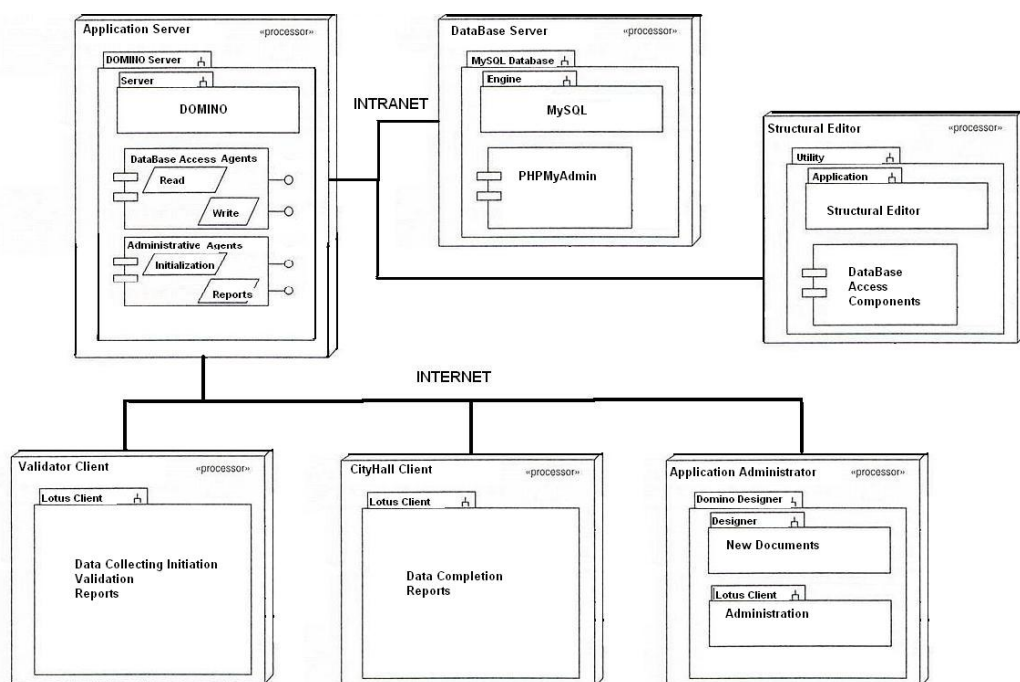 Application Server
«processor»
DOMINO Server
Server
DOMINO
DataBase Access Agents
Read
Write
Administrative Agents
Initialization
Reports
INTRANET
DataBase Server
«processor»
MySQL Database
Engine
MySQL
PHPMyAdmin
Structural Editor
«processor»
Utility
Application
Structural Editor
DataBase
Access
Components
INTERNET
Validator Client
«processor»
Lotus Client
Data Collecting Initiation
Validation
Reports
CityHall Client
«processor»
Lotus Client
Data Completion
Reports
Application Administrator
«processor»
Domino Designer
Designer
New Documents
Lotus Client
Administration